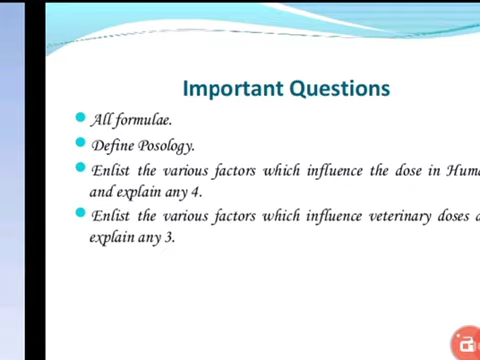 Important Questions
All formulae.
Define Posology.
Enlist the various factors which influence the dose in Huma
and explain any 4.
Enlist the various factors which influence veterinary doses a
explain any 3.